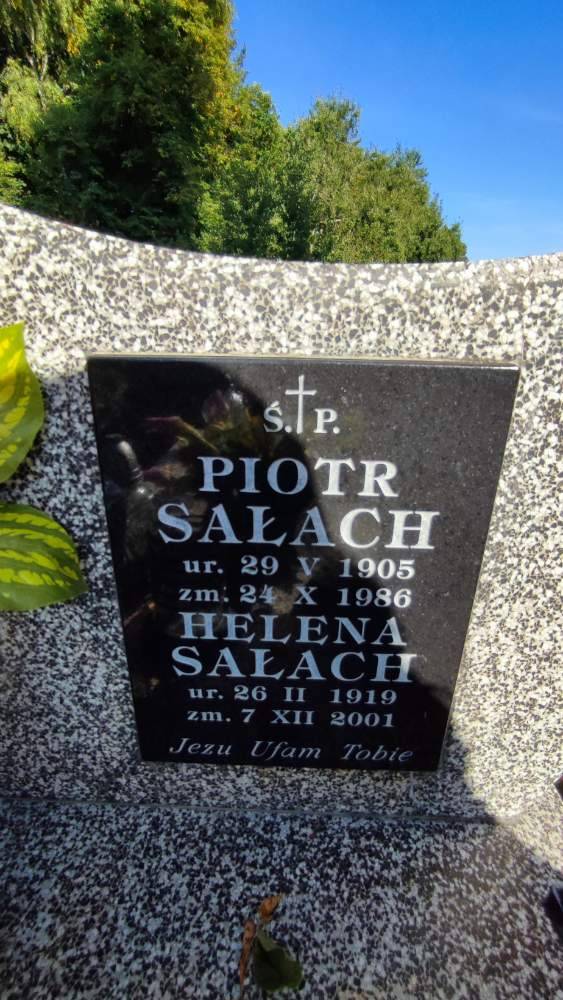 Ś. P.
PIOTR
SAŁACH
ur. 29 V 1905
zm. 24 X 1986
HELENA
SAŁACH
ur. 26 II 1919
zm. 7 XII 2001
Jezu Ufam Tobie